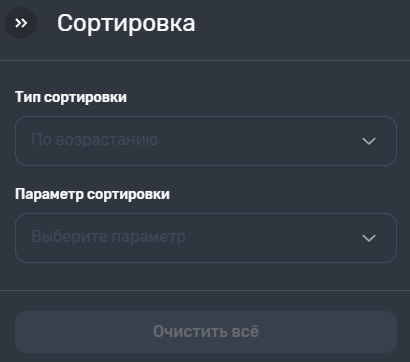 Сортировка
Тип сортировки
По возрастанию
Параметр сортировки
Выберите параметр
Очистить всё